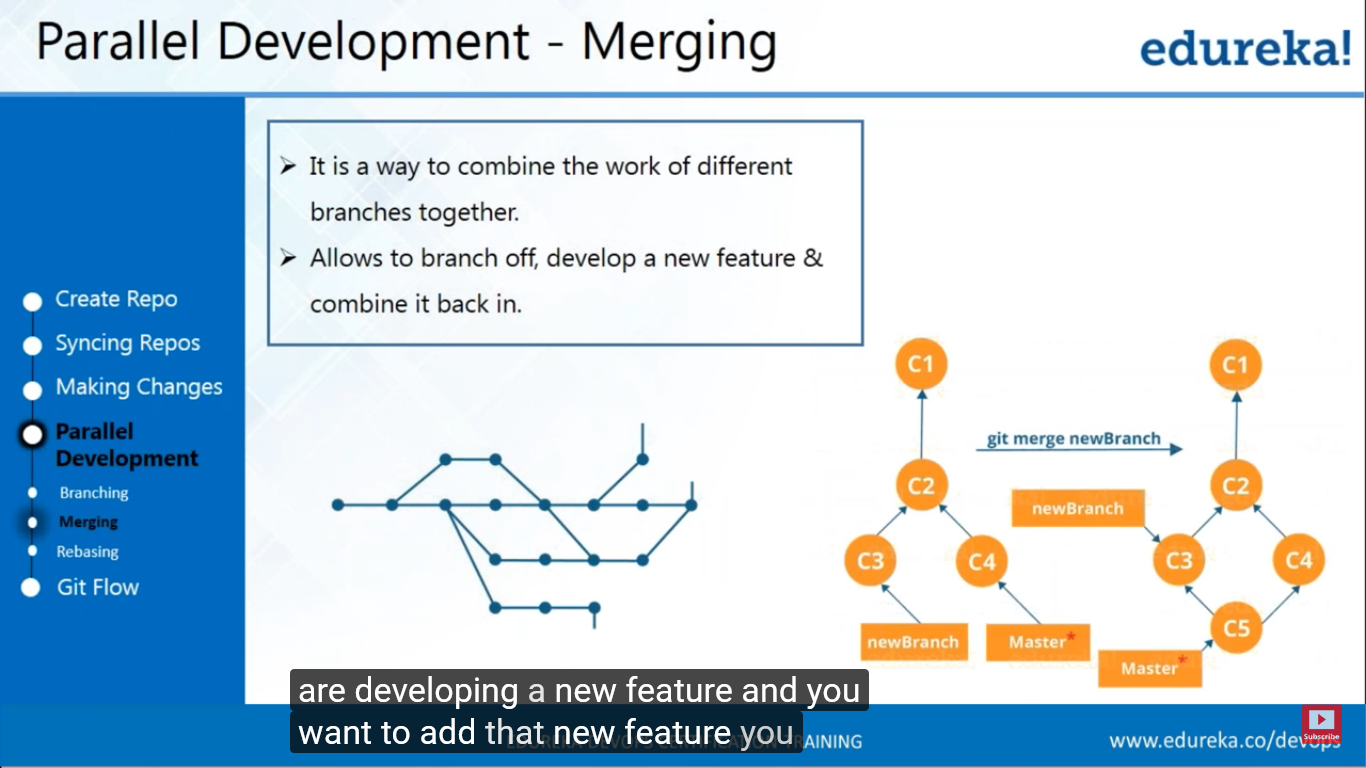 Parallel Development - Merging
edureka!
➤ It is a way to combine the work of different
branches together.
➤ Allows to branch off, develop a new feature &
combine it back in.
Create Repo
Syncing Repos
Making Changes
Parallel
Development
Branching
Merging
Rebasing
Git Flow
C1
C2
C3
C4
newBranch
Master*
git merge newBranch
C1
C2
newBranch
C3
C4
C5
Master*
are developing a new feature and you
want to add that new feature you
TRAINING
www.edureka.co/devops
Subscribe